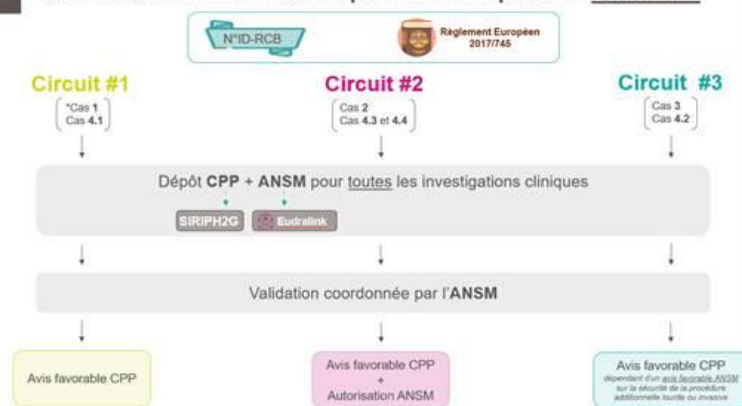 N°ID-RCB
Règlement Européen
2017/745
Circuit #1
*Cas 1
Cas 4.1
Circuit #2
Cas 2
Cas 4.3 et 4.4
Circuit #3
Cas 3
Cas 4.2
Dépôt CPP + ANSM pour toutes les investigations cliniques
SIRIPH2G
Eudralink
Validation coordonnée par l'ANSM
Avis favorable CPP
Avis favorable CPP
+
Autorisation ANSM
Avis favorable CPP
dépendant d'un avis favorable ANSM
sur la sécurité de la procédure
additionnelle lourde ou invasive